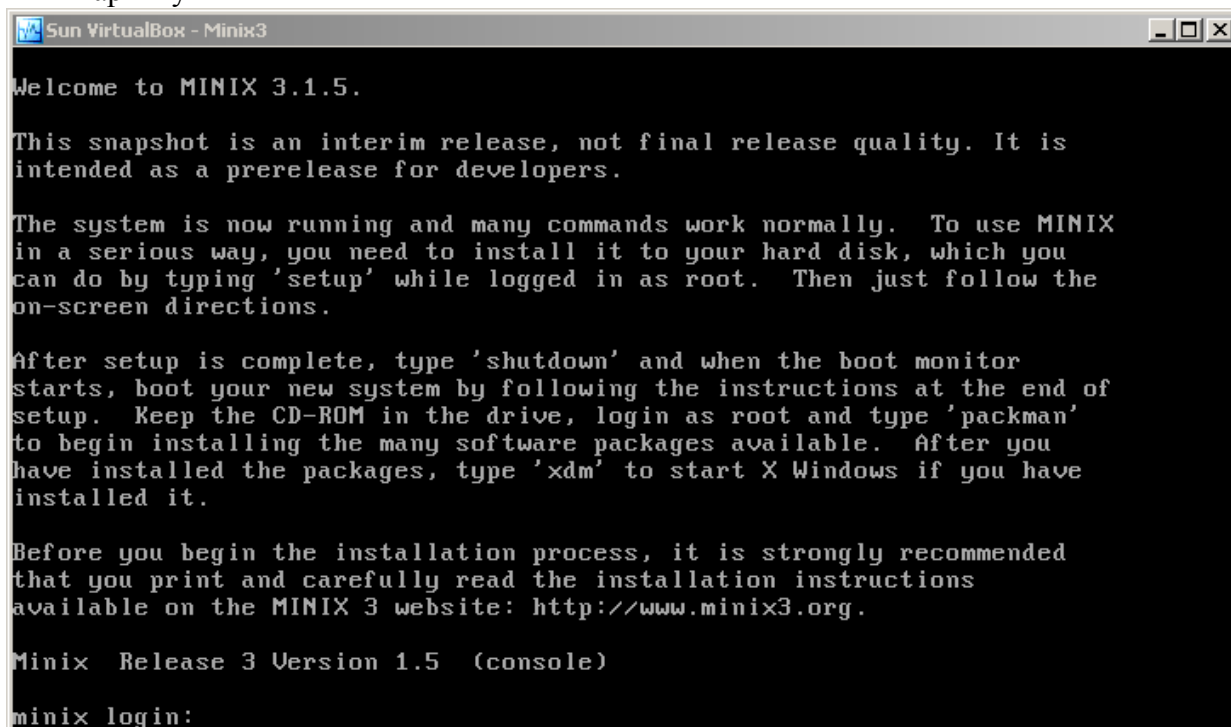 Sun VirtualBox - Minix3
Welcome to MINIX 3.1.5.
This snapshot is an interim release, not final release quality. It is
intended as a prerelease for developers.
The system is now running and many commands work normally.  To use MINIX
in a serious way, you need to install it to your hard disk, which you
can do by typing 'setup' while logged in as root.  Then just follow the
on-screen directions.
After setup is complete, type 'shutdown' and when the boot monitor
starts, boot your new system by following the instructions at the end of
setup.  Keep the CD-ROM in the drive, login as root and type 'packman'
to begin installing the many software packages available.  After you
have installed the packages, type 'xdm' to start X Windows if you have
installed it.
Before you begin the installation process, it is strongly recommended
that you print and carefully read the installation instructions
available on the MINIX 3 website: http://www.minix3.org.
Minix  Release 3 Version 1.5  (console)
minix login: